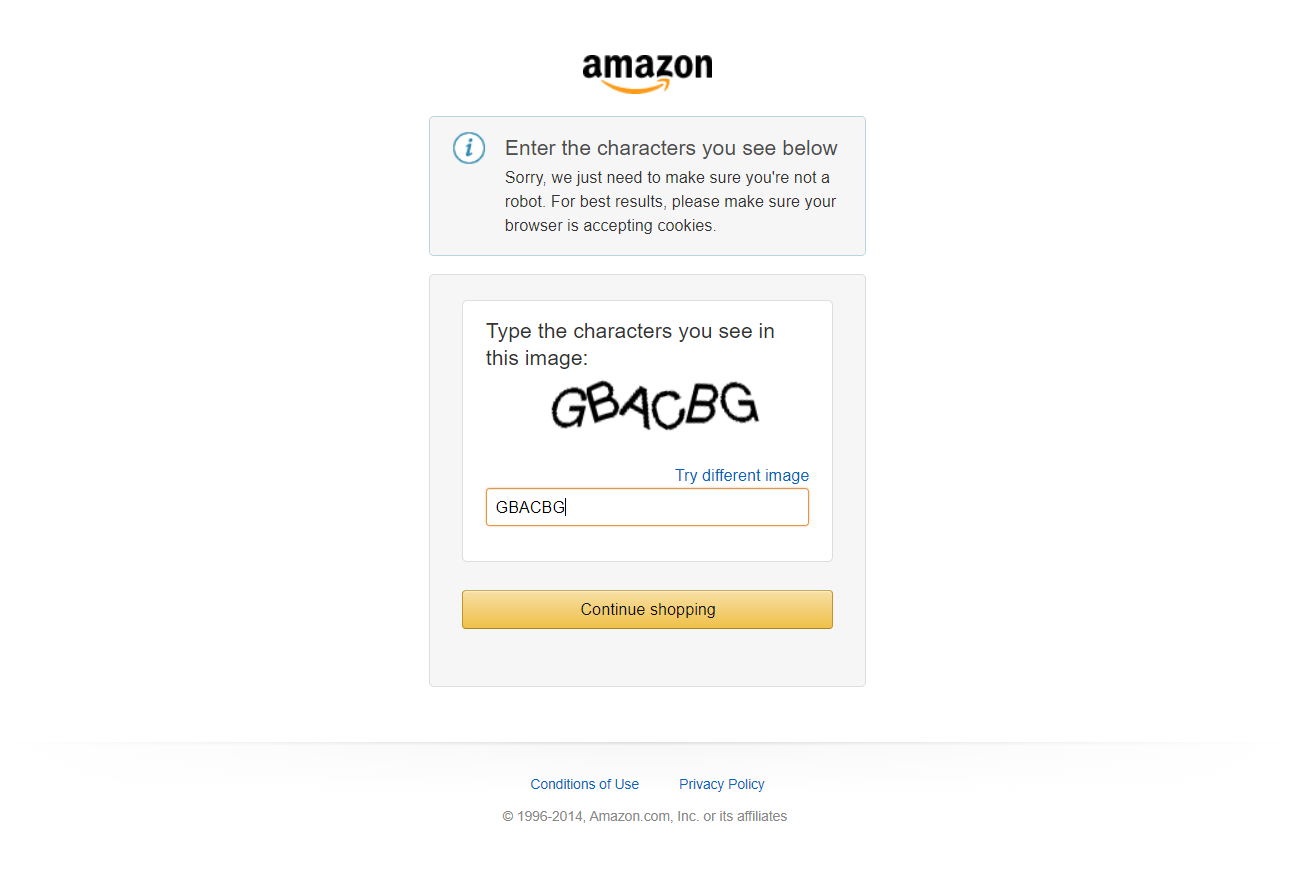 amazon
Enter the characters you see below
Sorry, we just need to make sure you're not a
robot. For best results, please make sure your
browser is accepting cookies.
Type the characters you see in
this image:
GBACBG
Try different image
GBACBG
Continue shopping
Conditions of Use Privacy Policy
© 1996-2014, Amazon.com, Inc. or its affiliates